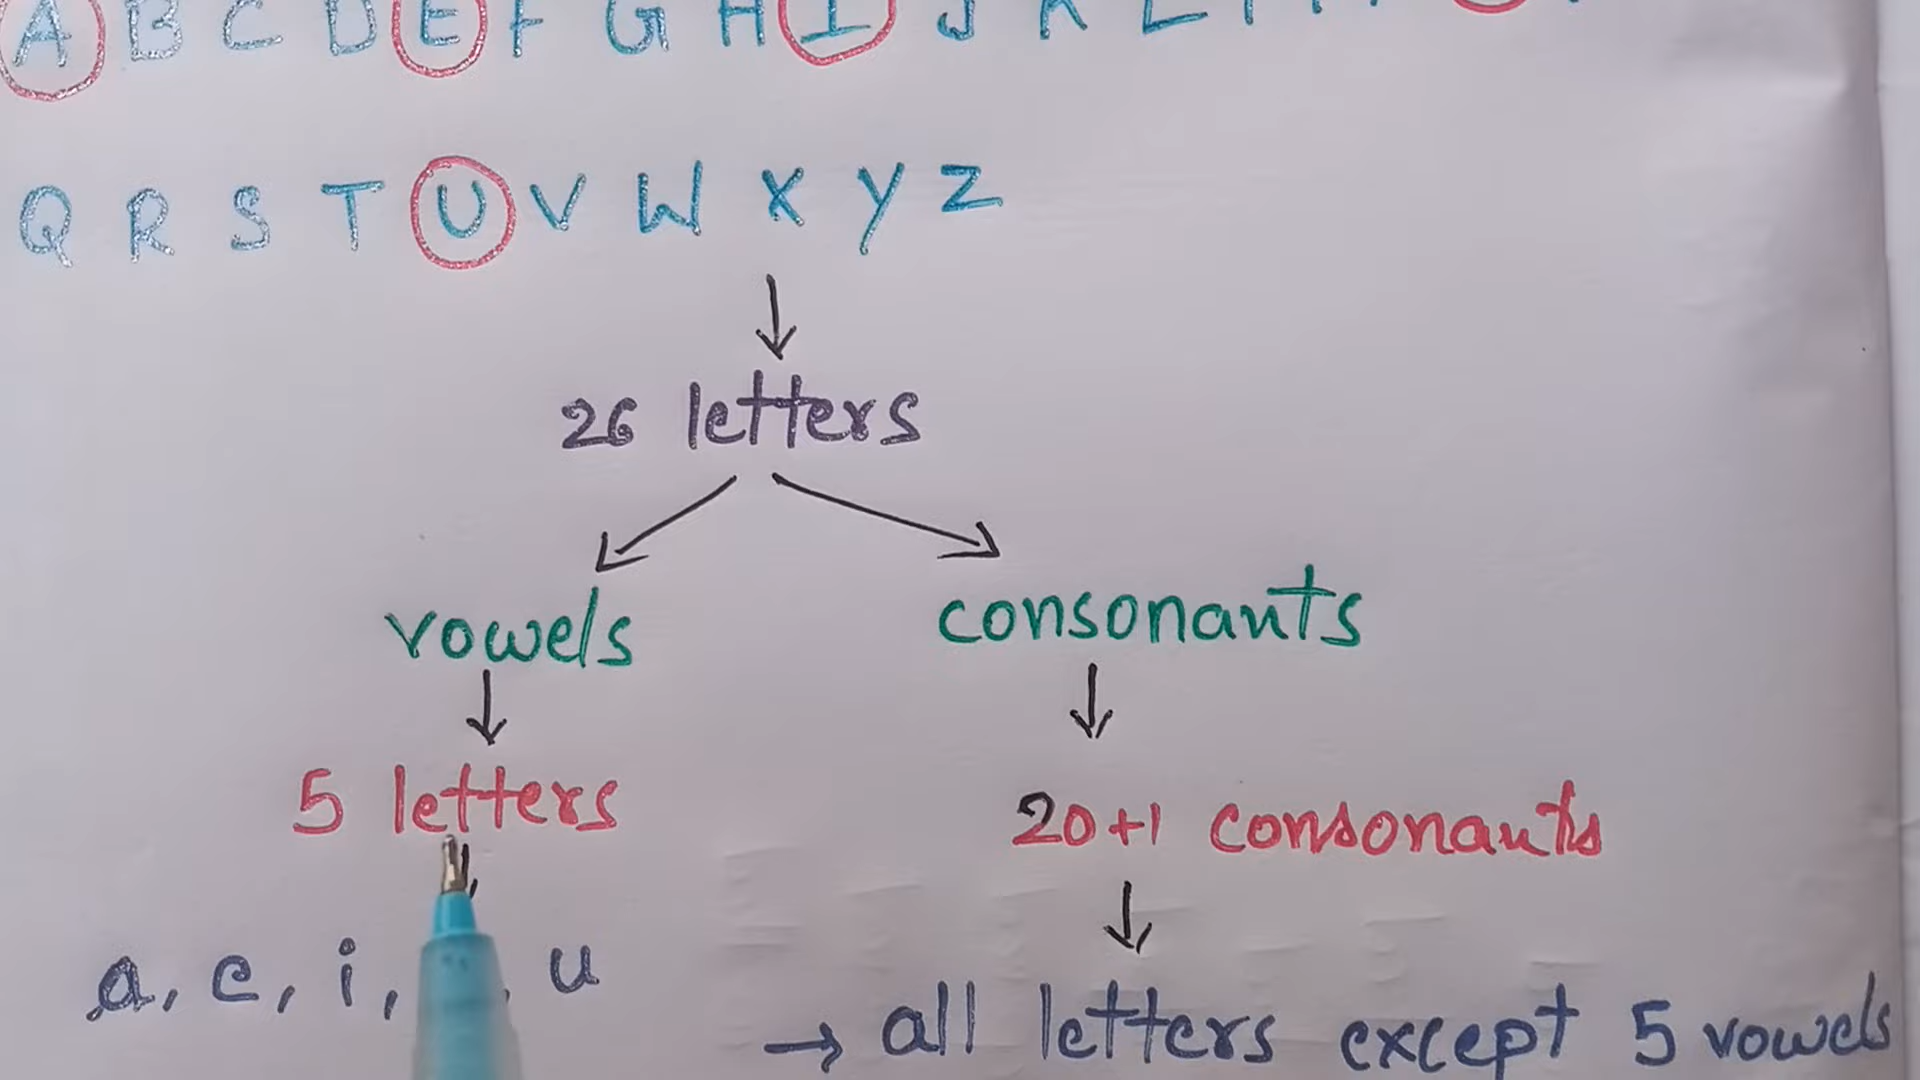 A B C D E F G H I J K L
Q R S T U V W X Y Z
26 letters
vowels consonants
5 letters 20+1 consonants
a, e, i, , u
→ all letters except 5 vowels